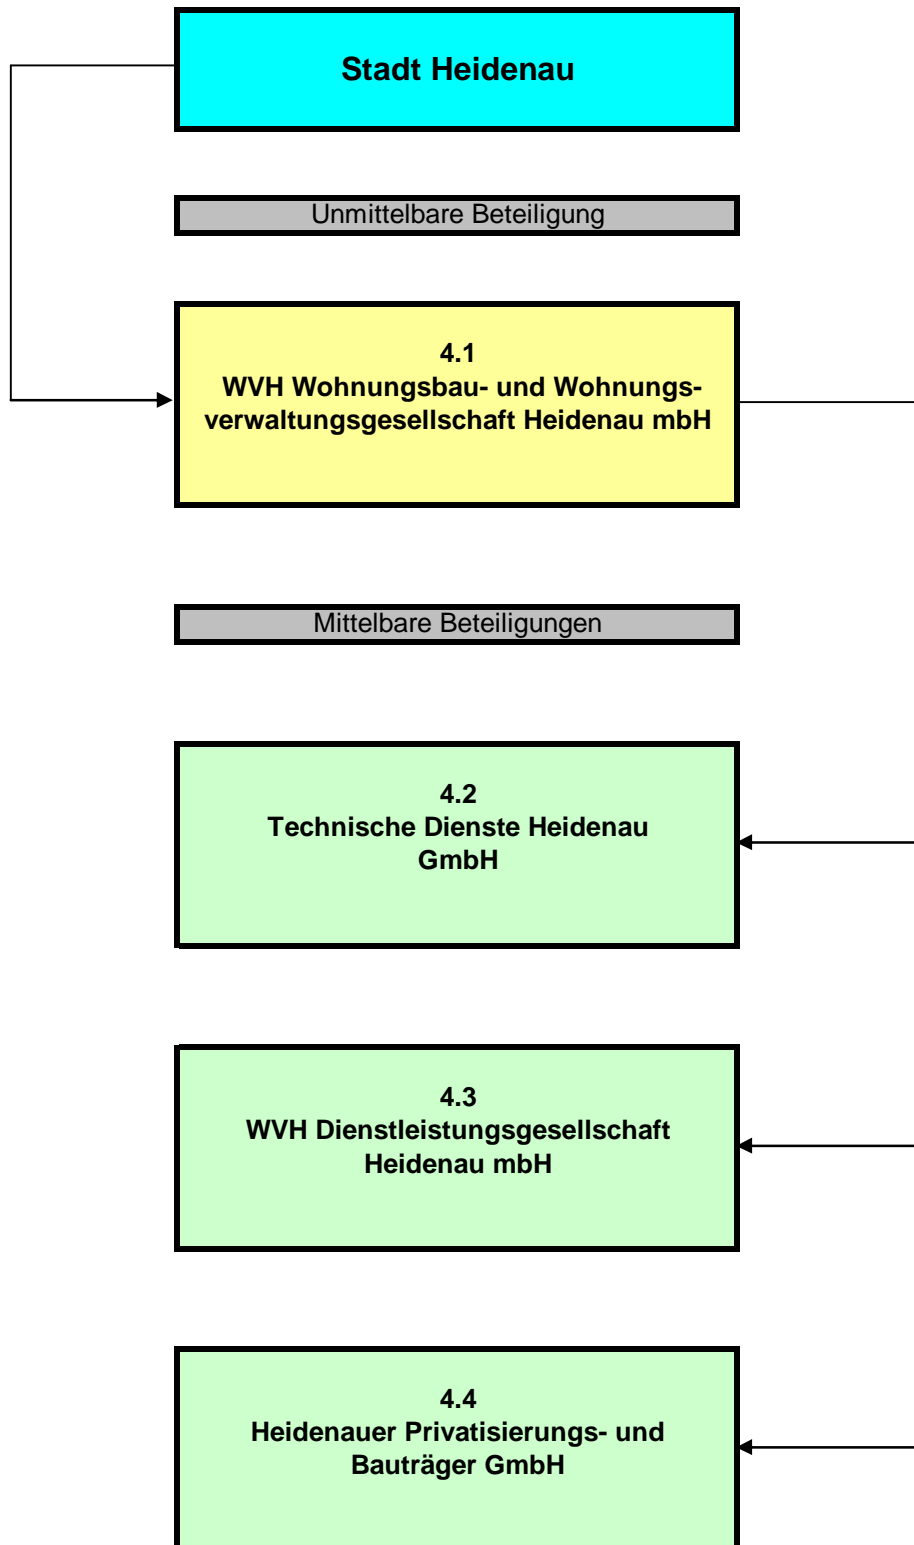 Stadt Heidenau
Unmittelbare Beteiligung
4.1
WVH Wohnungsbau- und Wohnungs-
verwaltungsgesellschaft Heidenau mbH
Mittelbare Beteiligungen
4.2
Technische Dienste Heidenau
GmbH
4.3
WVH Dienstleistungsgesellschaft
Heidenau mbH
4.4
Heidenauer Privatisierungs- und
Bauträger GmbH